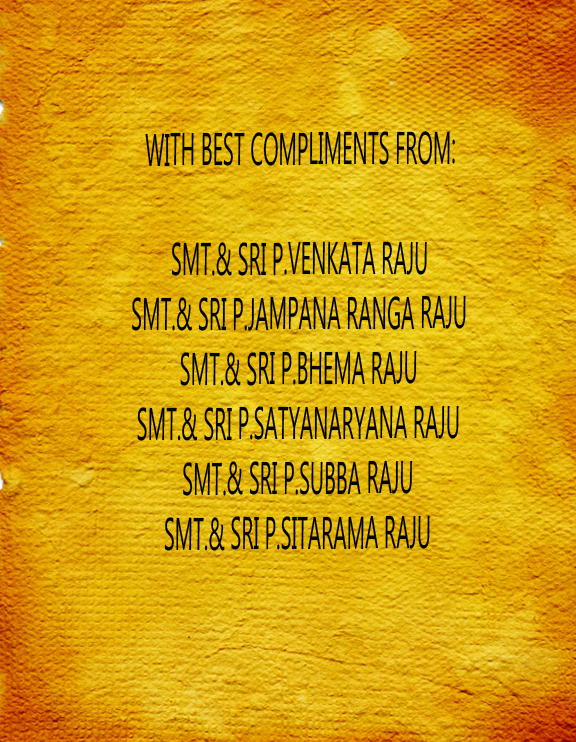 WITH BEST COMPLIMENTS FROM:
SMT.& SRI P.VENKATA RAJU
SMT.& SRI P.JAMPANA RANGA RAJU
SMT.& SRI P.BHEMA RAJU
SMT.& SRI P.SATYANARYANA RAJU
SMT.& SRI P.SUBBA RAJU
SMT.& SRI P.SITARAMA RAJU